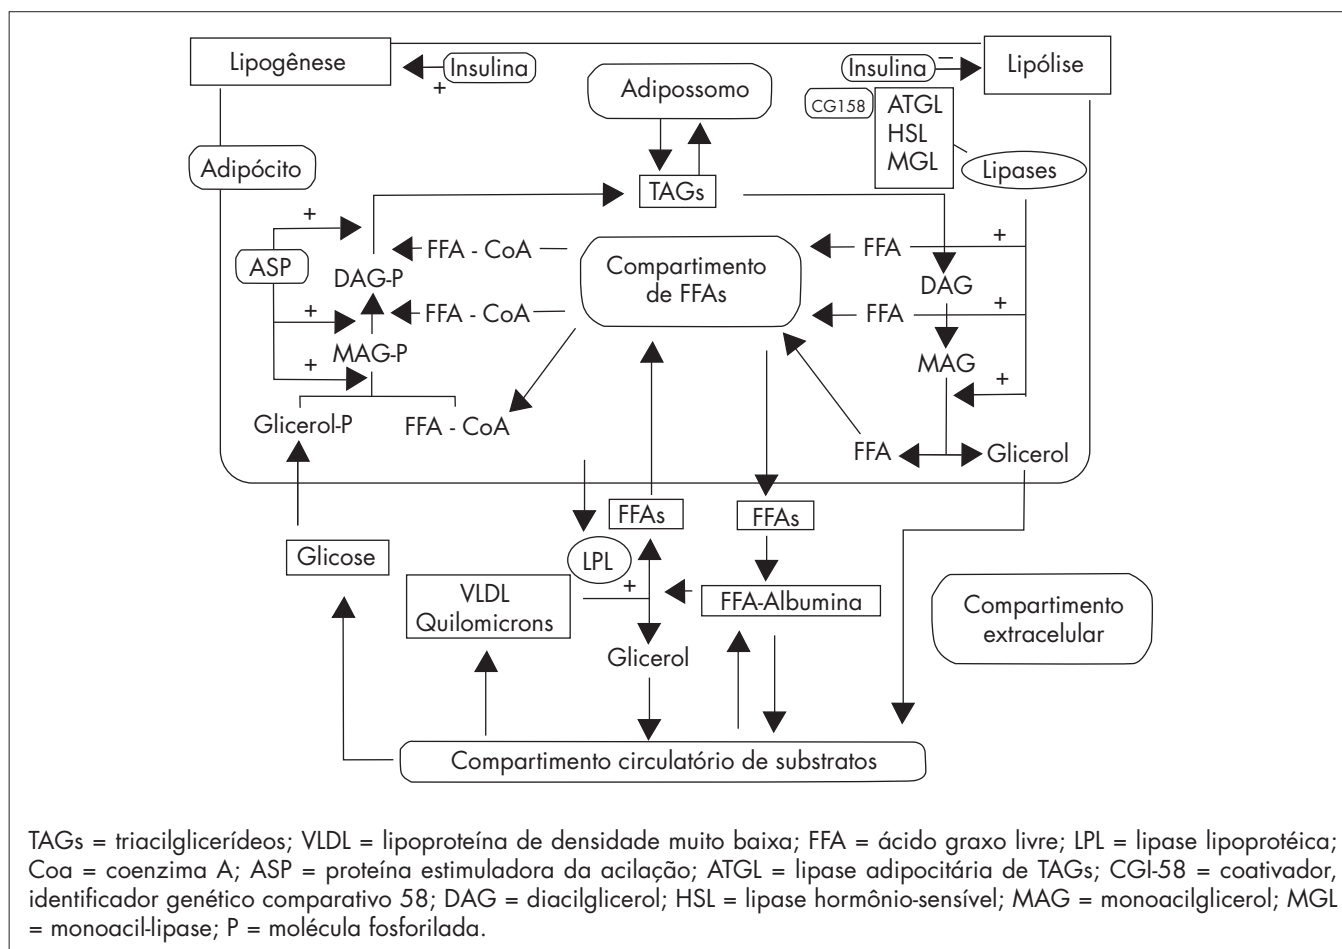 Lipogênese
Insulina
+
Insulina
–
Lipólise
Adipossomo
CG158
ATGL
HSL
MGL
Lipases
Adipócito
TAGs
+
ASP
FFA - CoA
Compartimento
de FFAs
FFA
+
DAG-P
DAG
+
FFA - CoA
FFA
+
MAG-P
MAG
+
+
Glicerol-P
FFA - CoA
FFA
Glicerol
FFAs
FFAs
Glicose
LPL
+
VLDL
Quilomicrons
FFA-Albumina
Compartimento
extracelular
Glicerol
Compartimento circulatório de substratos
TAGs = triacilglicerídeos; VLDL = lipoproteína de densidade muito baixa; FFA = ácido graxo livre; LPL = lipase lipoprotéica;
Coa = coenzima A; ASP = proteína estimuladora da acilação; ATGL = lipase adipocitária de TAGs; CGI-58 = coativador,
identificador genético comparativo 58; DAG = diacilglicerol; HSL = lipase hormônio-sensível; MAG = monoacilglicerol; MGL
= monoacil-lipase; P = molécula fosforilada.